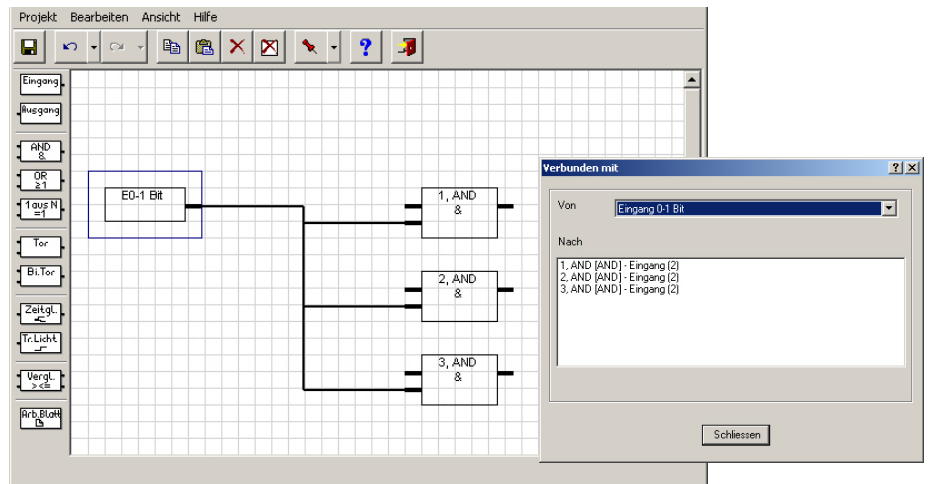 Projekt Bearbeiten Ansicht Hilfe
?
Eingang
Ausgang
AND
&
OR
≥1
1 aus N
=1
Tor
Bi.Tor
Zeitgl.
Tr.Licht
Vergl.
> <=
Arb.Blatt
E0-1 Bit
1, AND
&
2, AND
&
3, AND
&
Verbunden mit
Von Eingang 0-1 Bit
Nach
1, AND [AND] - Eingang (2)
2, AND [AND] - Eingang (2)
3, AND [AND] - Eingang (2)
Schliessen